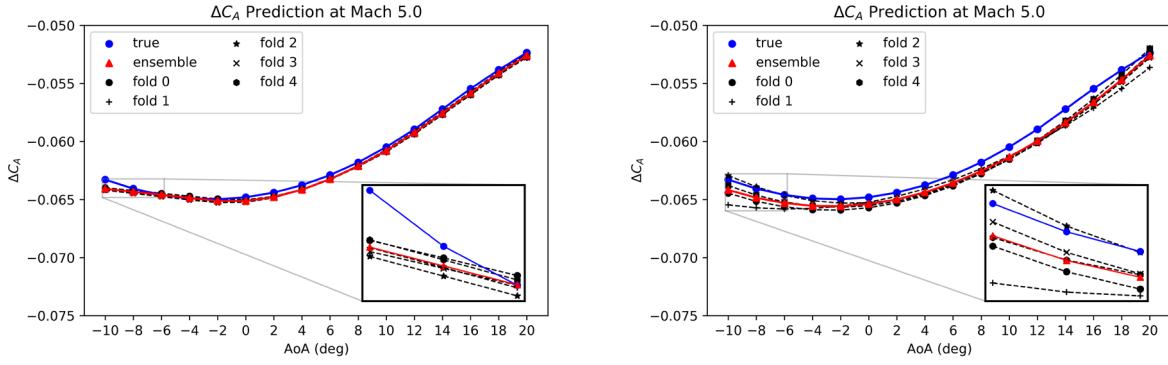 ΔC_A Prediction at Mach 5.0
−0.050
−0.055
−0.060
−0.065
−0.070
−0.075
ΔC_A
true
ensemble
fold 0
fold 1
fold 2
fold 3
fold 4
−10 −8 −6 −4 −2 0 2 4 6 8 10 12 14 16 18 20
AoA (deg)
ΔC_A Prediction at Mach 5.0
−0.050
−0.055
−0.060
−0.065
−0.070
−0.075
ΔC_A
true
ensemble
fold 0
fold 1
fold 2
fold 3
fold 4
−10 −8 −6 −4 −2 0 2 4 6 8 10 12 14 16 18 20
AoA (deg)